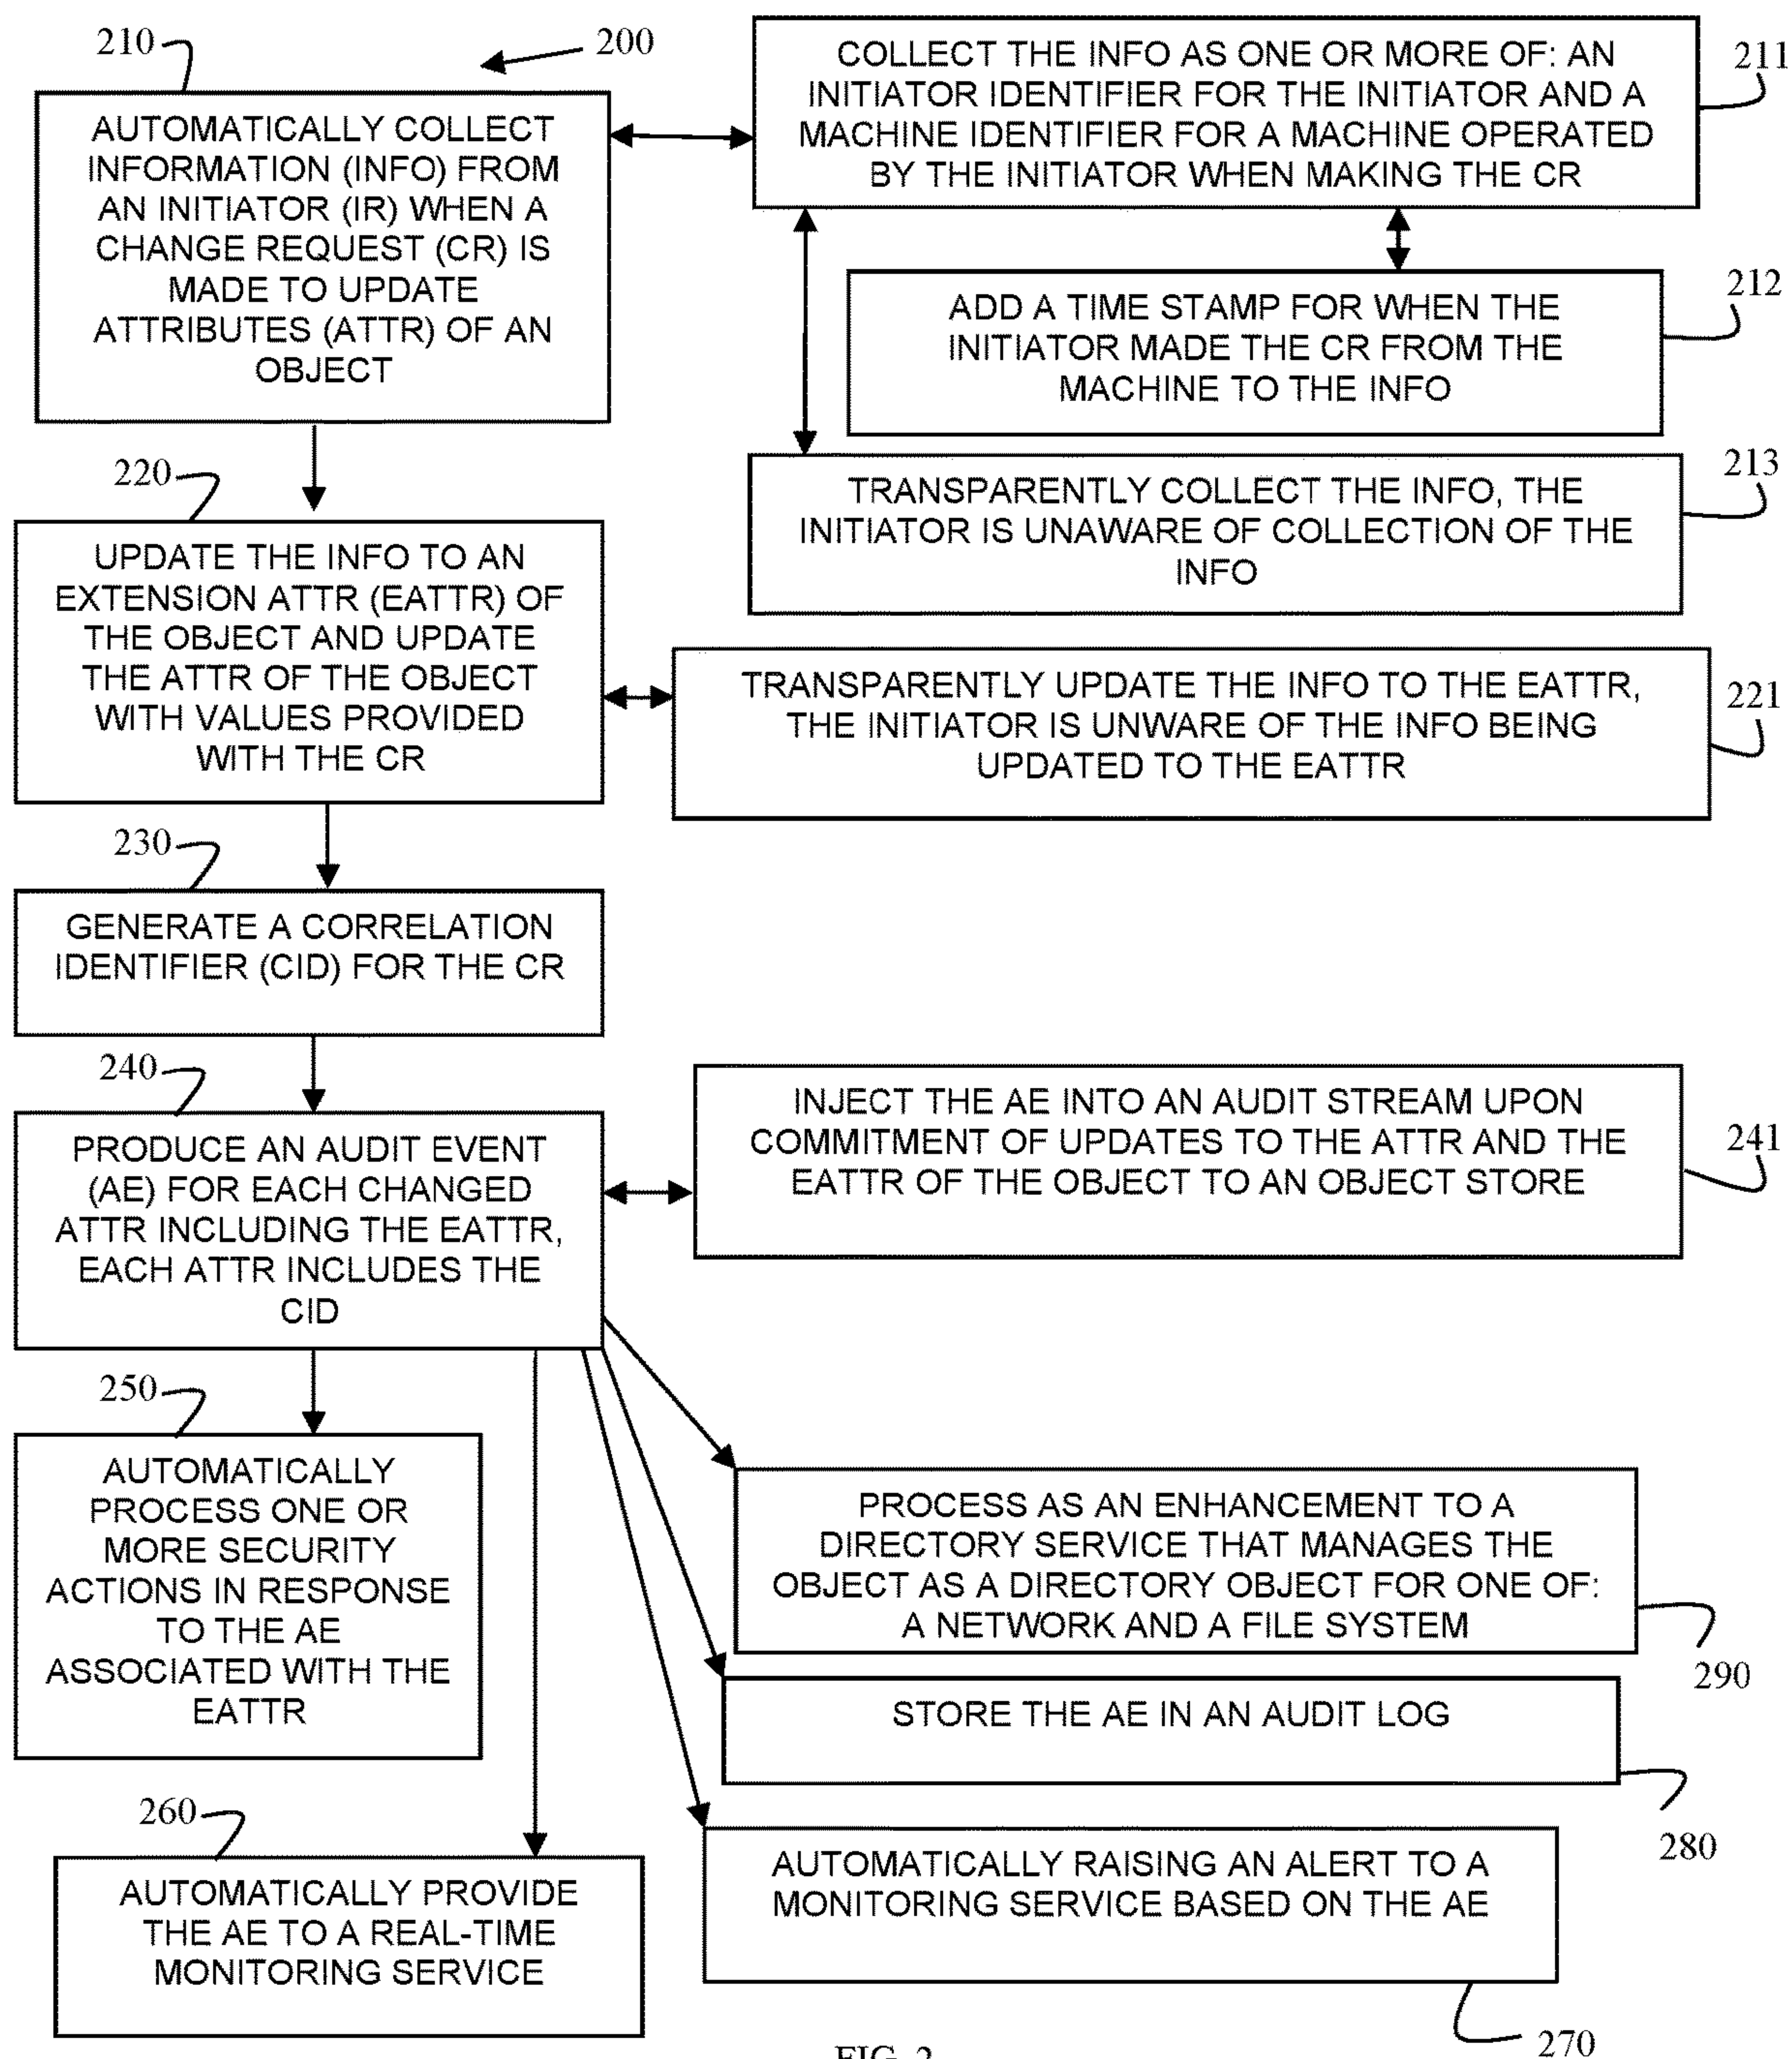 210
200
AUTOMATICALLY COLLECT
INFORMATION (INFO) FROM
AN INITIATOR (IR) WHEN A
CHANGE REQUEST (CR) IS
MADE TO UPDATE
ATTRIBUTES (ATTR) OF AN
OBJECT
COLLECT THE INFO AS ONE OR MORE OF: AN
INITIATOR IDENTIFIER FOR THE INITIATOR AND A
MACHINE IDENTIFIER FOR A MACHINE OPERATED
BY THE INITIATOR WHEN MAKING THE CR
211
ADD A TIME STAMP FOR WHEN THE
INITIATOR MADE THE CR FROM THE
MACHINE TO THE INFO
212
TRANSPARENTLY COLLECT THE INFO, THE
INITIATOR IS UNAWARE OF COLLECTION OF THE
INFO
213
220
UPDATE THE INFO TO AN
EXTENSION ATTR (EATTR) OF
THE OBJECT AND UPDATE
THE ATTR OF THE OBJECT
WITH VALUES PROVIDED
WITH THE CR
TRANSPARENTLY UPDATE THE INFO TO THE EATTR,
THE INITIATOR IS UNWARE OF THE INFO BEING
UPDATED TO THE EATTR
221
230
GENERATE A CORRELATION
IDENTIFIER (CID) FOR THE CR
240
PRODUCE AN AUDIT EVENT
(AE) FOR EACH CHANGED
ATTR INCLUDING THE EATTR,
EACH ATTR INCLUDES THE
CID
INJECT THE AE INTO AN AUDIT STREAM UPON
COMMITMENT OF UPDATES TO THE ATTR AND THE
EATTR OF THE OBJECT TO AN OBJECT STORE
241
250
AUTOMATICALLY
PROCESS ONE OR
MORE SECURITY
ACTIONS IN RESPONSE
TO THE AE
ASSOCIATED WITH THE
EATTR
PROCESS AS AN ENHANCEMENT TO A
DIRECTORY SERVICE THAT MANAGES THE
OBJECT AS A DIRECTORY OBJECT FOR ONE OF:
A NETWORK AND A FILE SYSTEM
290
STORE THE AE IN AN AUDIT LOG
280
260
AUTOMATICALLY PROVIDE
THE AE TO A REAL-TIME
MONITORING SERVICE
AUTOMATICALLY RAISING AN ALERT TO A
MONITORING SERVICE BASED ON THE AE
270
FIG. 2